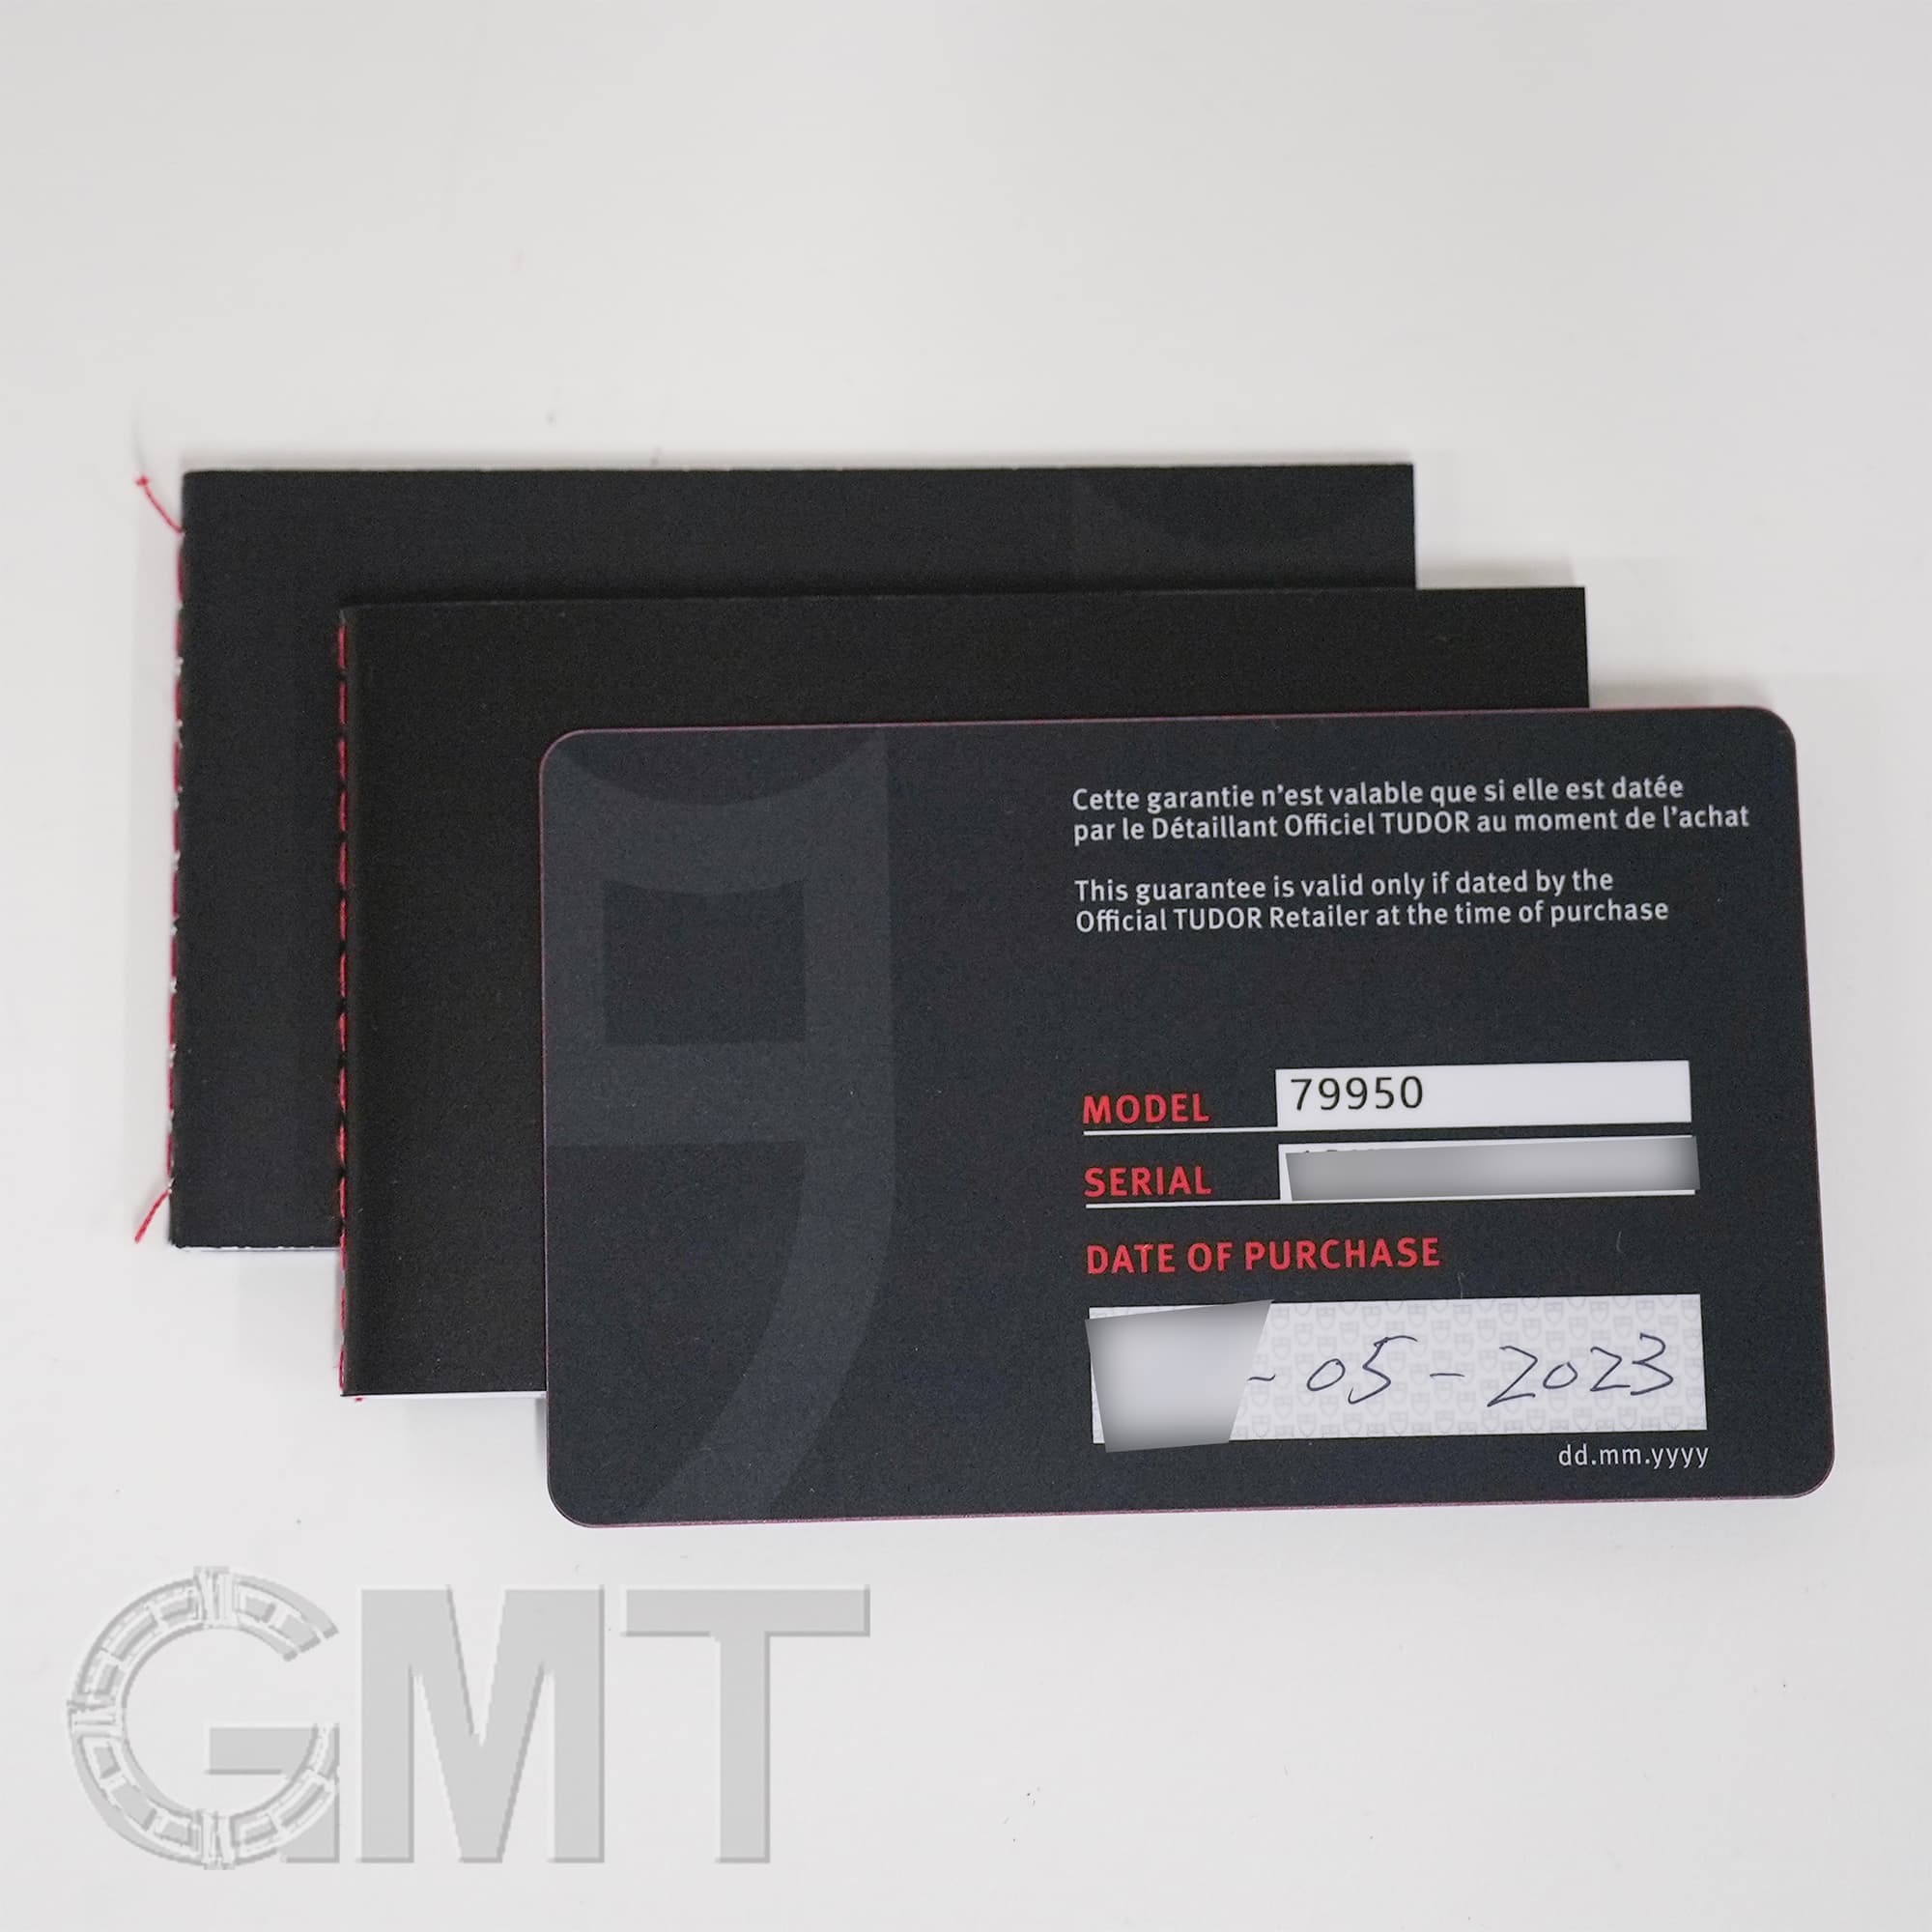 Cette garantie n'est valable que si elle est datée
par le Détaillant Officiel TUDOR au moment de l'achat
This guarantee is valid only if dated by the
Official TUDOR Retailer at the time of purchase
MODEL 79950
SERIAL
DATE OF PURCHASE
- 05 - 2023
dd.mm.yyyy
GMT